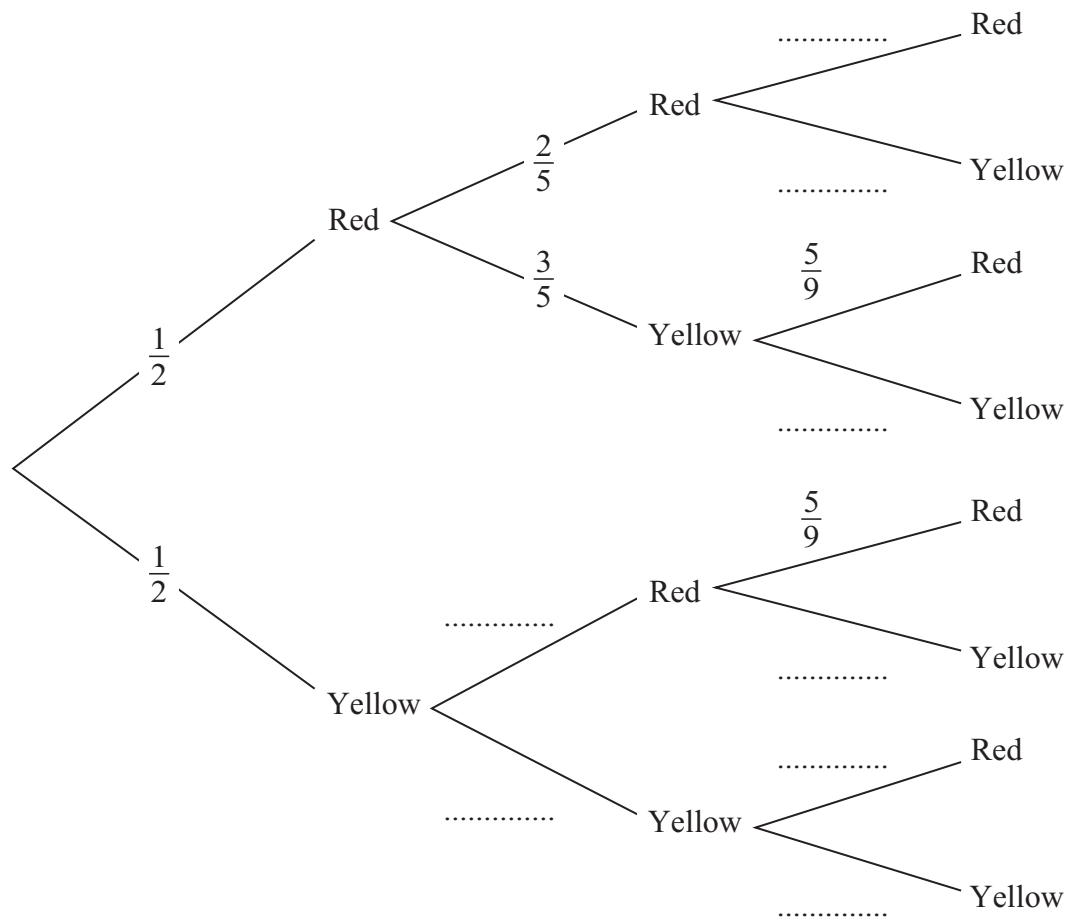 .............. Red
Red
2/5
.............. Yellow
Red
3/5
5/9 Red
Yellow
1/2
.............. Yellow
1/2
5/9 Red
Red
..............
.............. Yellow
Yellow
.............. Red
.............. Yellow
.............. Yellow